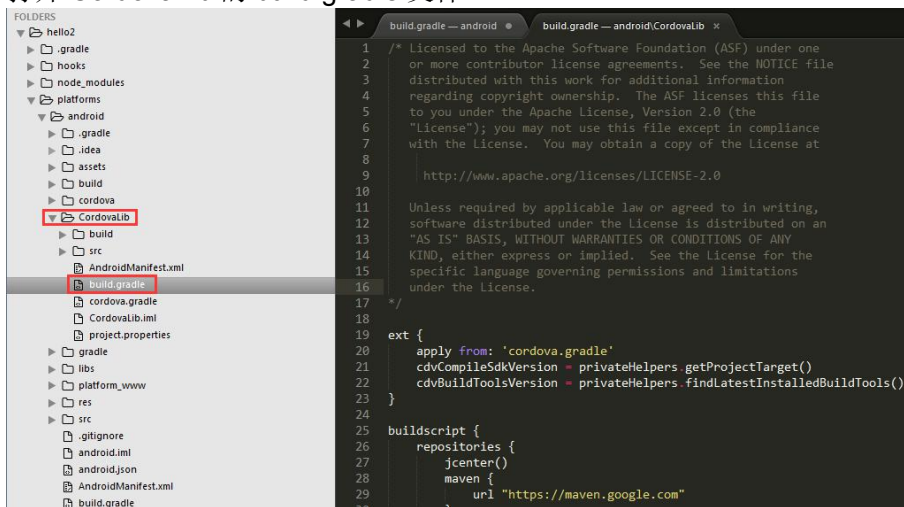 FOLDERS
hello2
.gradle
hooks
node_modules
platforms
android
.gradle
.idea
assets
build
cordova
CordovaLib
build
src
AndroidManifest.xml
build.gradle
cordova.gradle
CordovaLib.iml
project.properties
gradle
libs
platform_www
res
src
.gitignore
android.iml
android.json
AndroidManifest.xml
build.gradle
build.gradle — android
build.gradle — android\CordovaLib ×
1 /* Licensed to the Apache Software Foundation (ASF) under one
2 or more contributor license agreements. See the NOTICE file
3 distributed with this work for additional information
4 regarding copyright ownership. The ASF licenses this file
5 to you under the Apache License, Version 2.0 (the
6 "License"); you may not use this file except in compliance
7 with the License. You may obtain a copy of the License at
8
9 http://www.apache.org/licenses/LICENSE-2.0
10
11 Unless required by applicable law or agreed to in writing,
12 software distributed under the License is distributed on an
13 "AS IS" BASIS, WITHOUT WARRANTIES OR CONDITIONS OF ANY
14 KIND, either express or implied. See the License for the
15 specific language governing permissions and limitations
16 under the License.
17 */
18
19 ext {
20 apply from: 'cordova.gradle'
21 cdvCompileSdkVersion = privateHelpers.getProjectTarget()
22 cdvBuildToolsVersion = privateHelpers.findLatestInstalledBuildTools()
23 }
24
25 buildscript {
26 repositories {
27 jcenter()
28 maven {
29 url "https://maven.google.com"